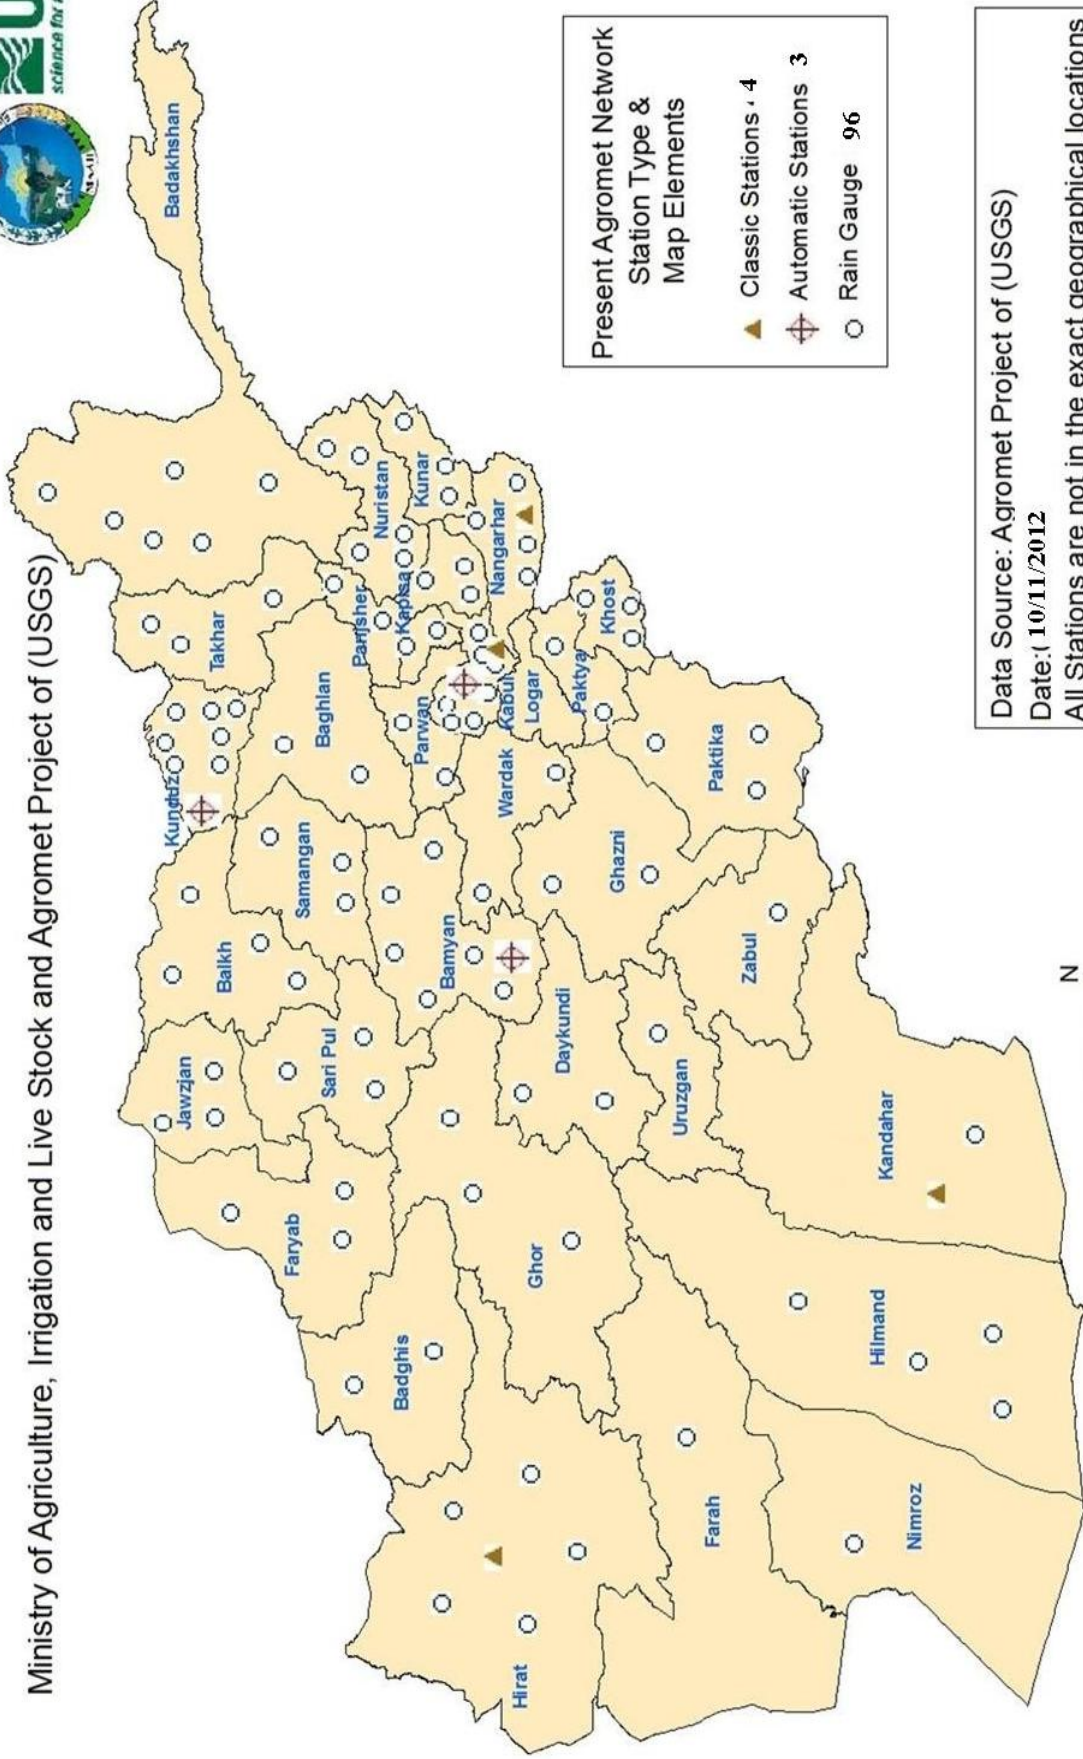 Ministry of Agriculture, Irrigation and Live Stock and Agromet Project of (USGS)
science for
Badakhshan
Takhar
Kunduz
Balkh
Jawzjan
Faryab
Sari Pul
Samangan
Baghlan
Panjsher
Nuristan
Kunar
Kapisa
Nangarhar
Parwan
Kabul
Logar
Wardak
Bamyan
Badghis
Ghor
Hirat
Daykundi
Ghazni
Paktya
Khost
Paktika
Uruzgan
Zabul
Kandahar
Hilmand
Farah
Nimroz
Present Agromet Network
Station Type &
Map Elements
Classic Stations 4
Automatic Stations 3
Rain Gauge 96
Data Source: Agromet Project of (USGS)
Date:( 10/11/2012
All Stations are not in the exact geographical locations
N